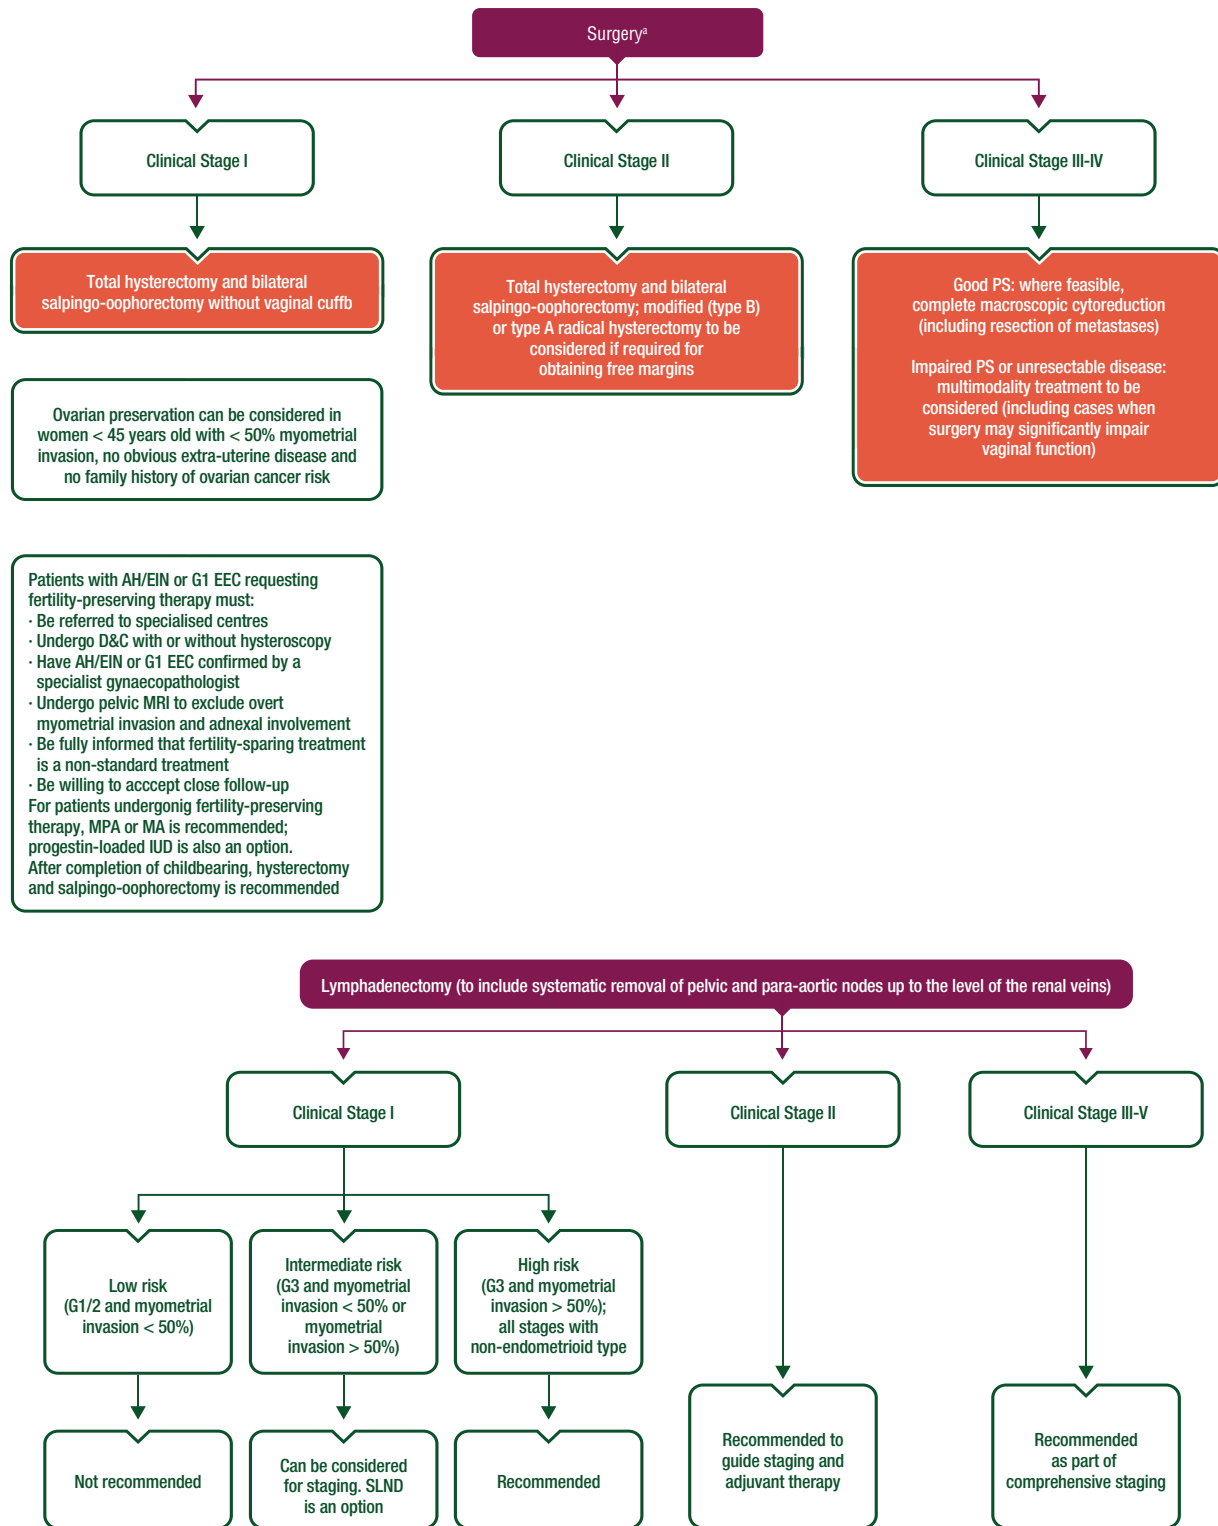 Surgeryᵃ
Clinical Stage I
Clinical Stage II
Clinical Stage III-IV
Total hysterectomy and bilateral
salpingo-oophorectomy without vaginal cuffb
Total hysterectomy and bilateral
salpingo-oophorectomy; modified (type B)
or type A radical hysterectomy to be
considered if required for
obtaining free margins
Good PS: where feasible,
complete macroscopic cytoreduction
(including resection of metastases)
Impaired PS or unresectable disease:
multimodality treatment to be
considered (including cases when
surgery may significantly impair
vaginal function)
Ovarian preservation can be considered in
women < 45 years old with < 50% myometrial
invasion, no obvious extra-uterine disease and
no family history of ovarian cancer risk
Patients with AH/EIN or G1 EEC requesting
fertility-preserving therapy must:
· Be referred to specialised centres
· Undergo D&C with or without hysteroscopy
· Have AH/EIN or G1 EEC confirmed by a
specialist gynaecopathologist
· Undergo pelvic MRI to exclude overt
myometrial invasion and adnexal involvement
· Be fully informed that fertility-sparing treatment
is a non-standard treatment
· Be willing to acccept close follow-up
For patients undergonig fertility-preserving
therapy, MPA or MA is recommended;
progestin-loaded IUD is also an option.
After completion of childbearing, hysterectomy
and salpingo-oophorectomy is recommended
Lymphadenectomy (to include systematic removal of pelvic and para-aortic nodes up to the level of the renal veins)
Clinical Stage I
Clinical Stage II
Clinical Stage III-V
Low risk
(G1/2 and myometrial
invasion < 50%)
Intermediate risk
(G3 and myometrial
invasion < 50% or
myometrial
invasion > 50%)
High risk
(G3 and myometrial
invasion > 50%);
all stages with
non-endometrioid type
Not recommended
Can be considered
for staging. SLND
is an option
Recommended
Recommended to
guide staging and
adjuvant therapy
Recommended
as part of
comprehensive staging